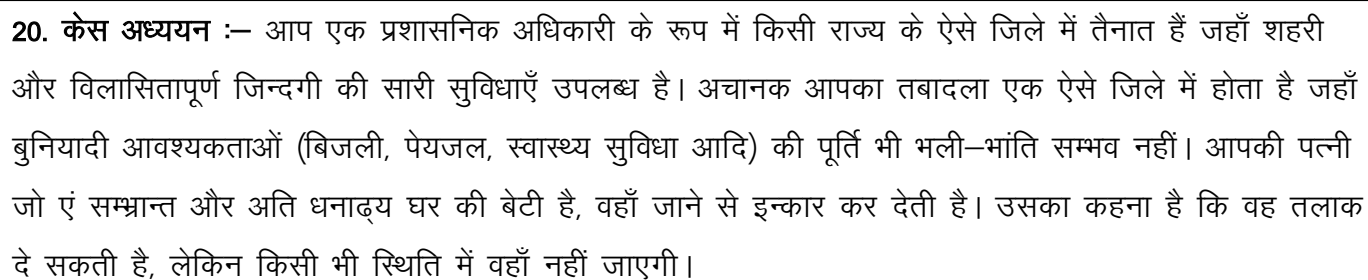 20. केस अध्ययन :– आप एक प्रशासनिक अधिकारी के रूप में किसी राज्य के ऐसे जिले में तैनात हैं जहाँ शहरी
और विलासितापूर्ण जिन्दगी की सारी सुविधाएँ उपलब्ध है। अचानक आपका तबादला एक ऐसे जिले में होता है जहाँ
बुनियादी आवश्यकताओं (बिजली, पेयजल, स्वास्थ्य सुविधा आदि) की पूर्ति भी भली–भांति सम्भव नहीं। आपकी पत्नी
जो एं सम्भ्रान्त और अति धनाढ्य घर की बेटी है, वहाँ जाने से इन्कार कर देती है। उसका कहना है कि वह तलाक
दे सकती है, लेकिन किसी भी स्थिति में वहाँ नहीं जाएगी।